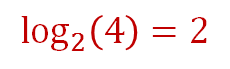 log₂(4) = 2